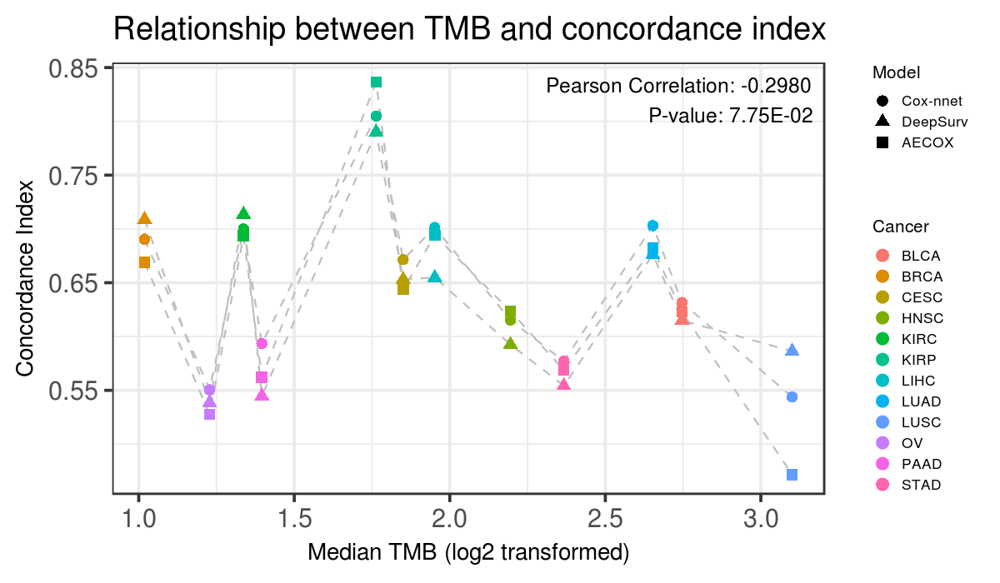 Relationship between TMB and concordance index
Pearson Correlation: -0.2980
P-value: 7.75E-02
Concordance Index
0.85
0.75
0.65
0.55
1.0
1.5
2.0
2.5
3.0
Median TMB (log2 transformed)
Model
Cox-nnet
DeepSurv
AECOX
Cancer
BLCA
BRCA
CESC
HNSC
KIRC
KIRP
LIHC
LUAD
LUSC
OV
PAAD
STAD